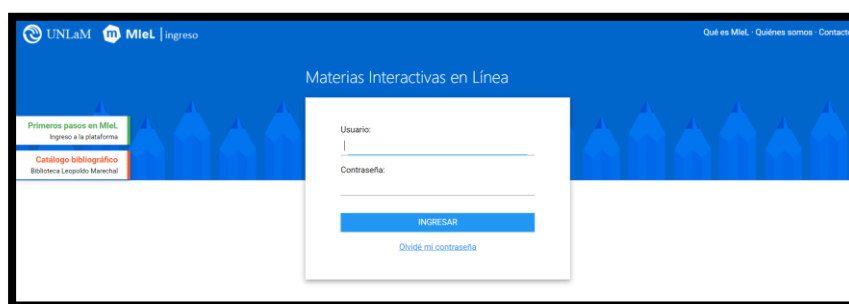 UNLaM m MIeL | ingreso
Qué es MIeL · Quiénes somos · Contacto
Materias Interactivas en Línea
Primeros pasos en MIeL
Ingreso a la plataforma
Catálogo bibliográfico
Biblioteca Leopoldo Marechal
Usuario:
Contraseña:
INGRESAR
Olvidé mi contraseña